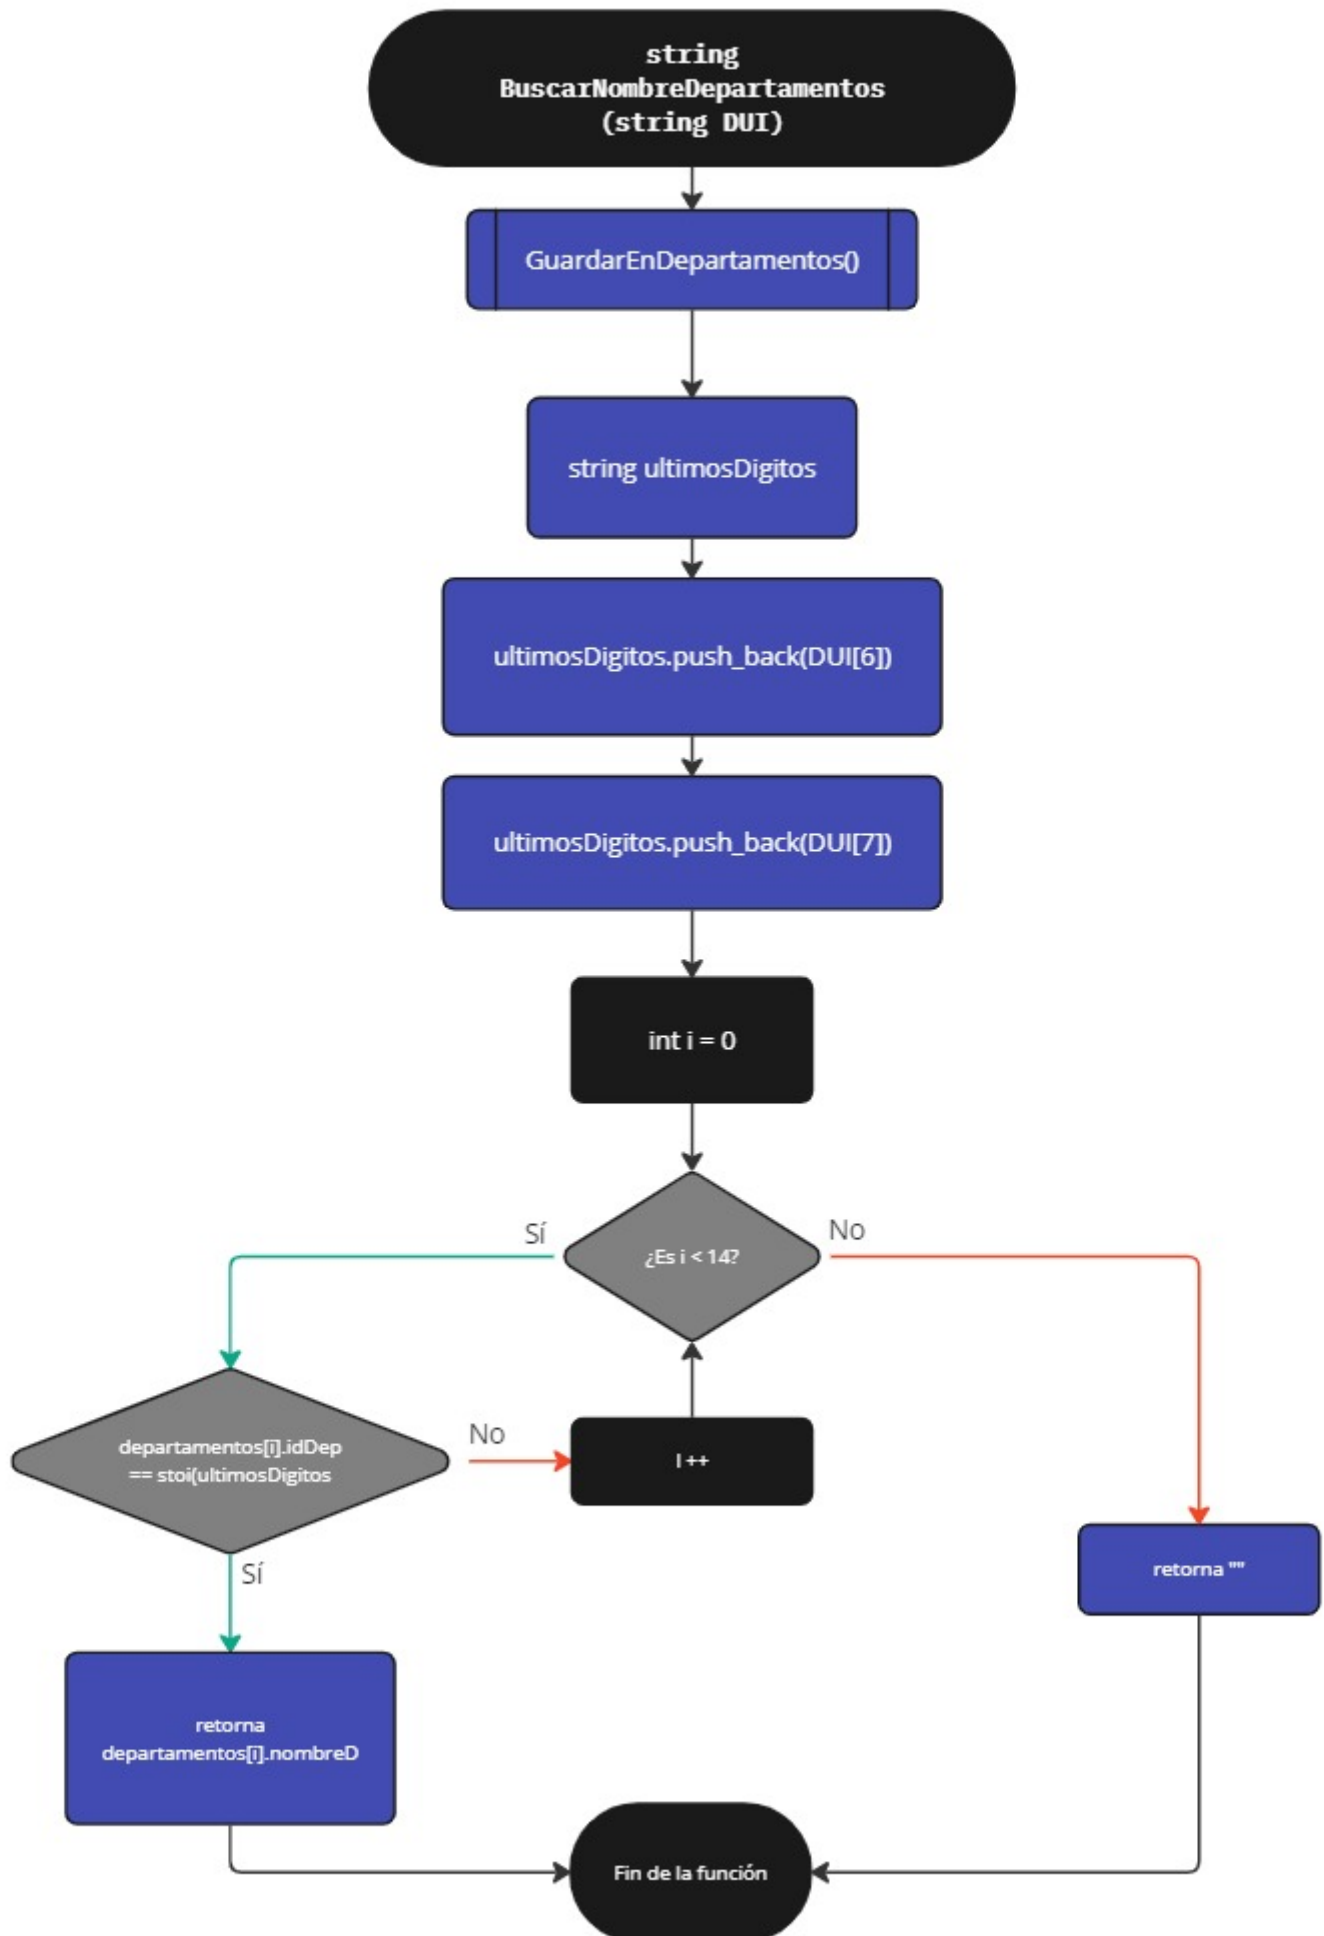 string
BuscarNombreDepartamentos
(string DUI)
GuardarEnDepartamentos()
string ultimosDigitos
ultimosDigitos.push_back(DUI[6])
ultimosDigitos.push_back(DUI[7])
int i = 0
¿Es i < 14?
Sí
No
departamentos[i].idDep
== stoi(ultimosDigitos
No
I ++
Sí
retorna ""
retorna
departamentos[i].nombreD
Fin de la función